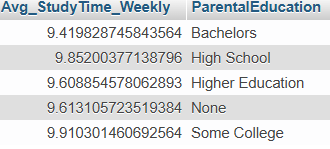 Avg_StudyTime_Weekly ParentalEducation
9.419828745843564 Bachelors
9.85200377138796 High School
9.608854578062893 Higher Education
9.613105723519384 None
9.910301460692564 Some College